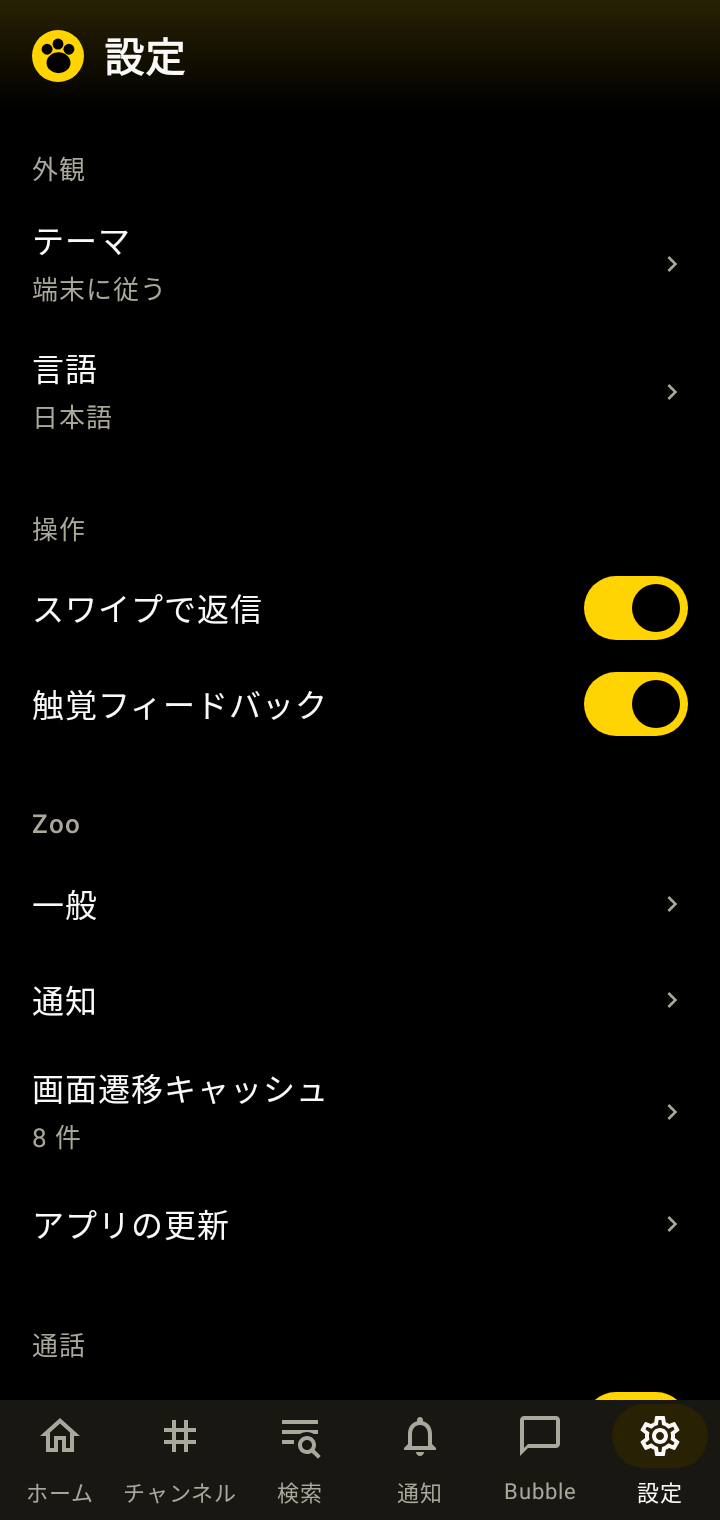 設定
外観
テーマ
端末に従う
言語
日本語
操作
スワイプで返信
触覚フィードバック
Zoo
一般
通知
画面遷移キャッシュ
8 件
アプリの更新
通話
ホーム
チャンネル
検索
通知
Bubble
設定